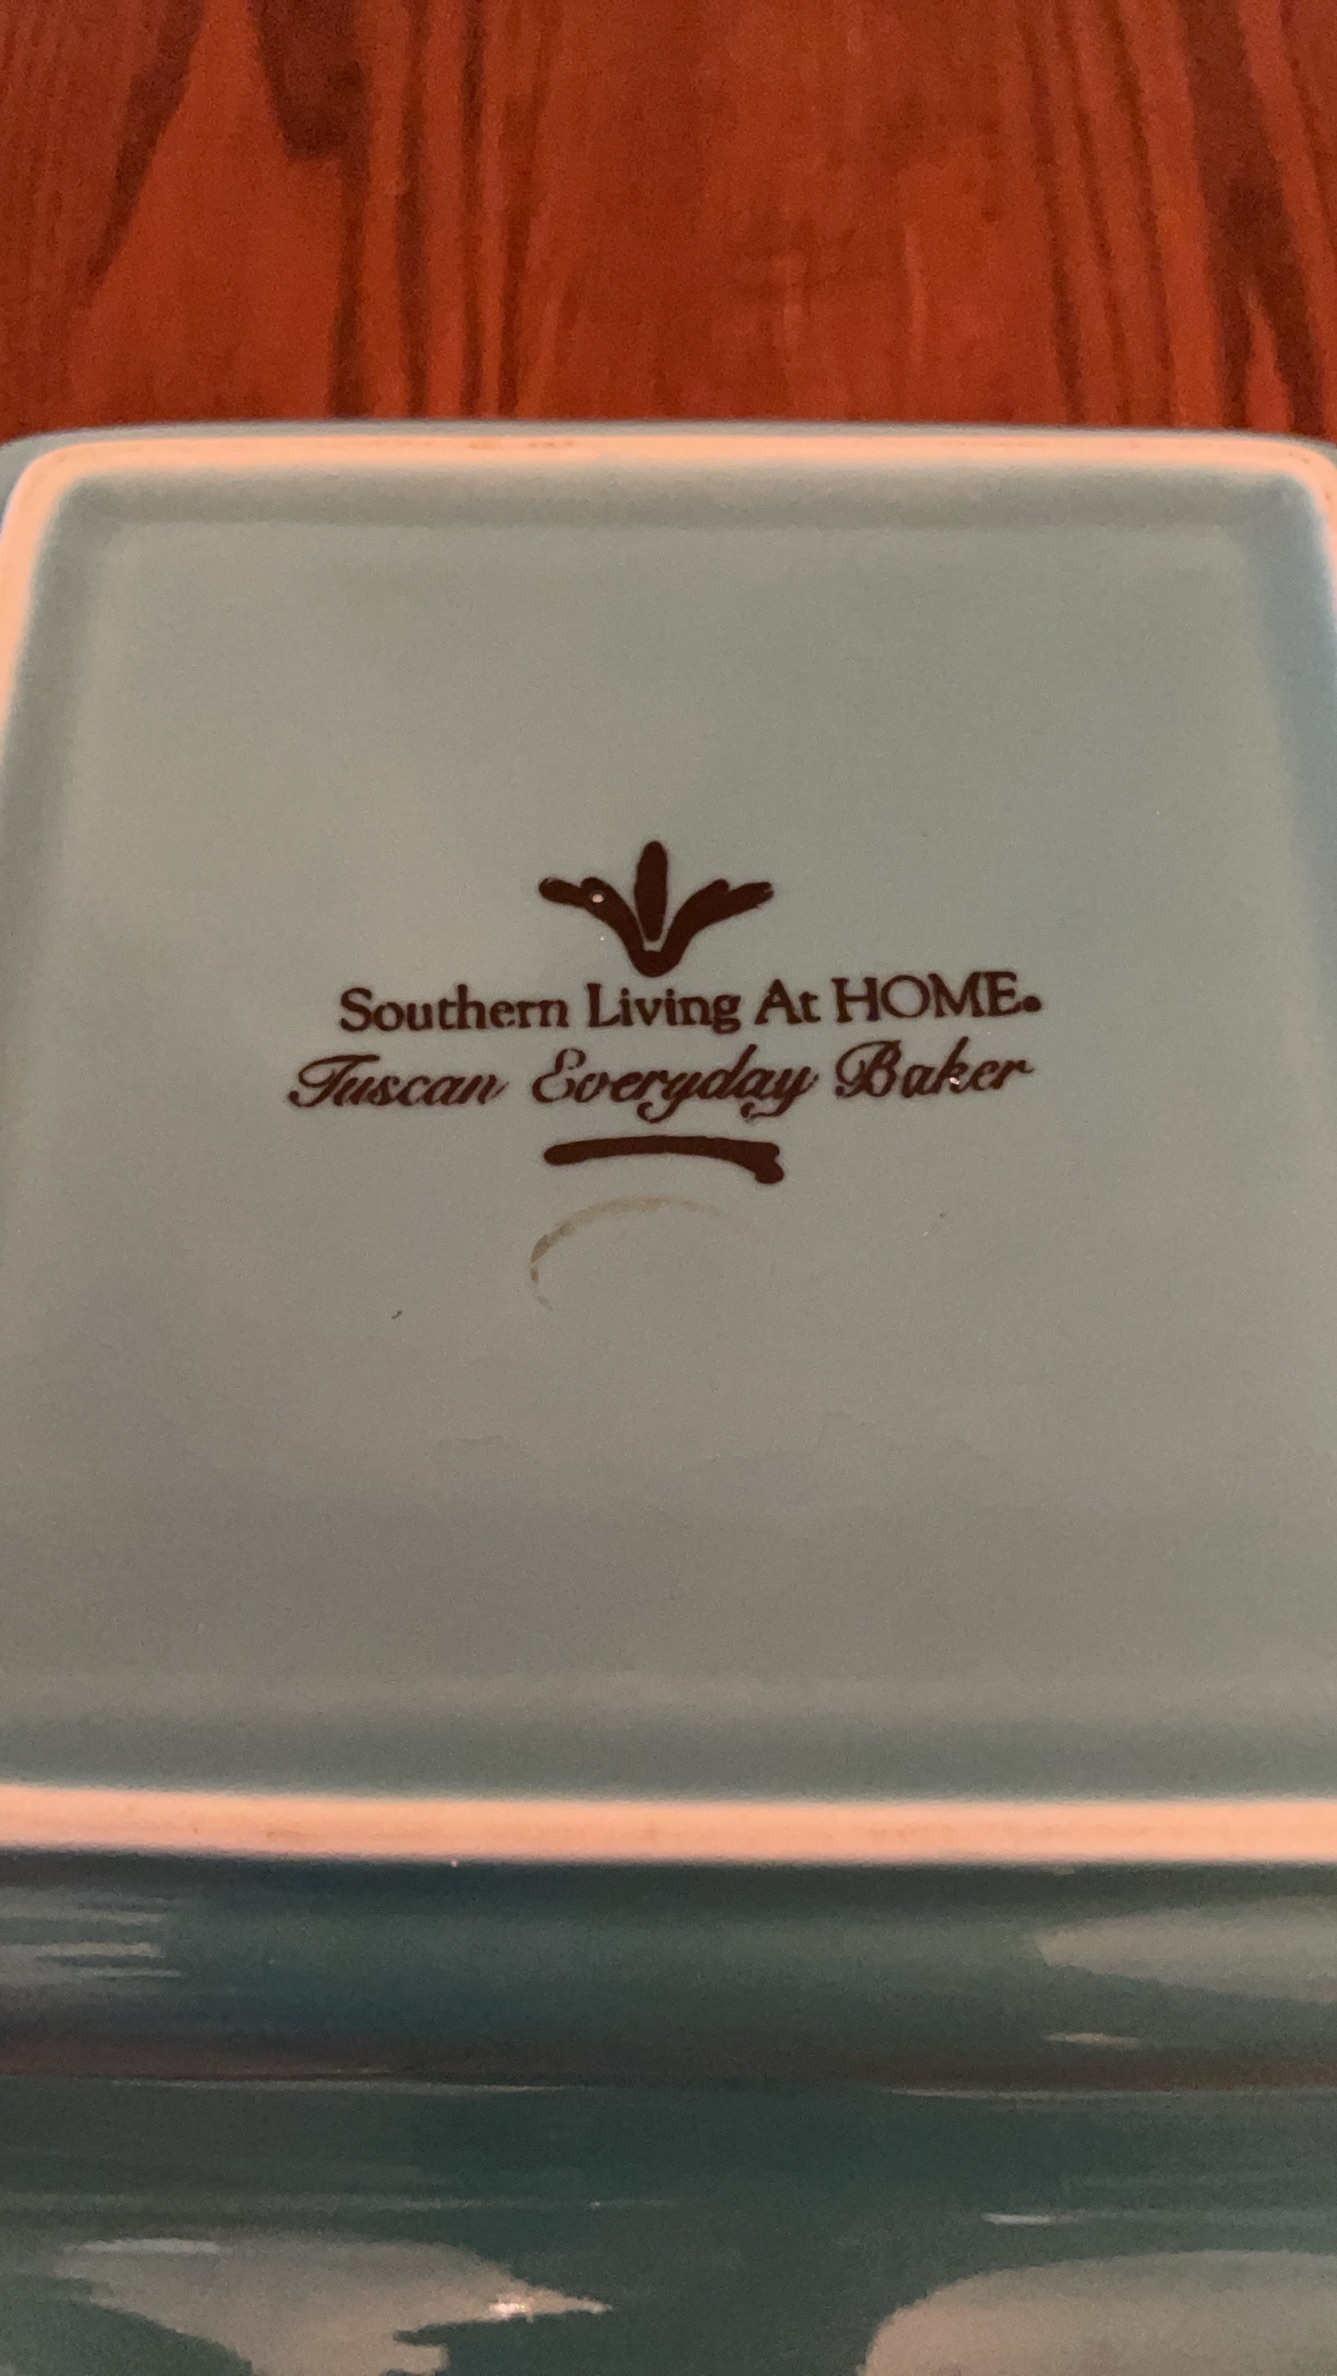 Southern Living At HOME.
Tuscan Everyday Baker